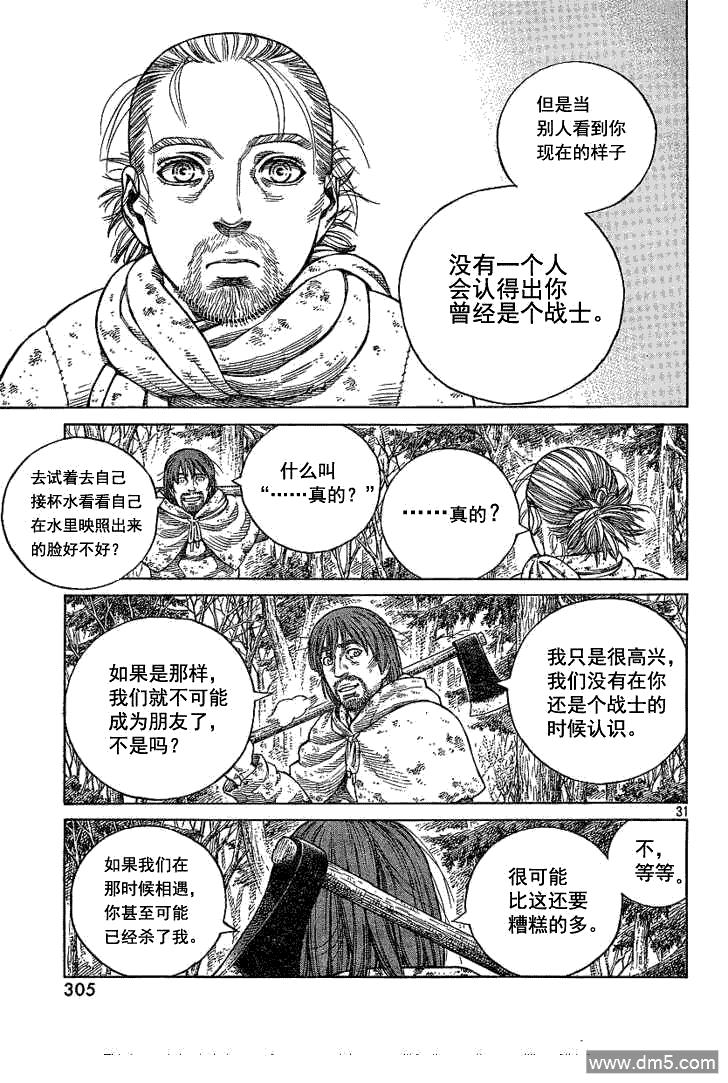 但是当
别人看到你
现在的样子
没有一个人
会认得出你
曾经是个战士。
……真的？
什么叫
“……真的？”
去试着去自己
接杯水看看自己
在水里映照出来
的脸好不好？
我只是很高兴，
我们没有在你
还是个战士的
时候认识。
如果是那样，
我们就不可能
成为朋友了，
不是吗？
31
不，
等等。
很可能
比这还要
糟糕的多。
如果我们在
那时候相遇，
你甚至可能
已经杀了我。
305
www.dm5.com